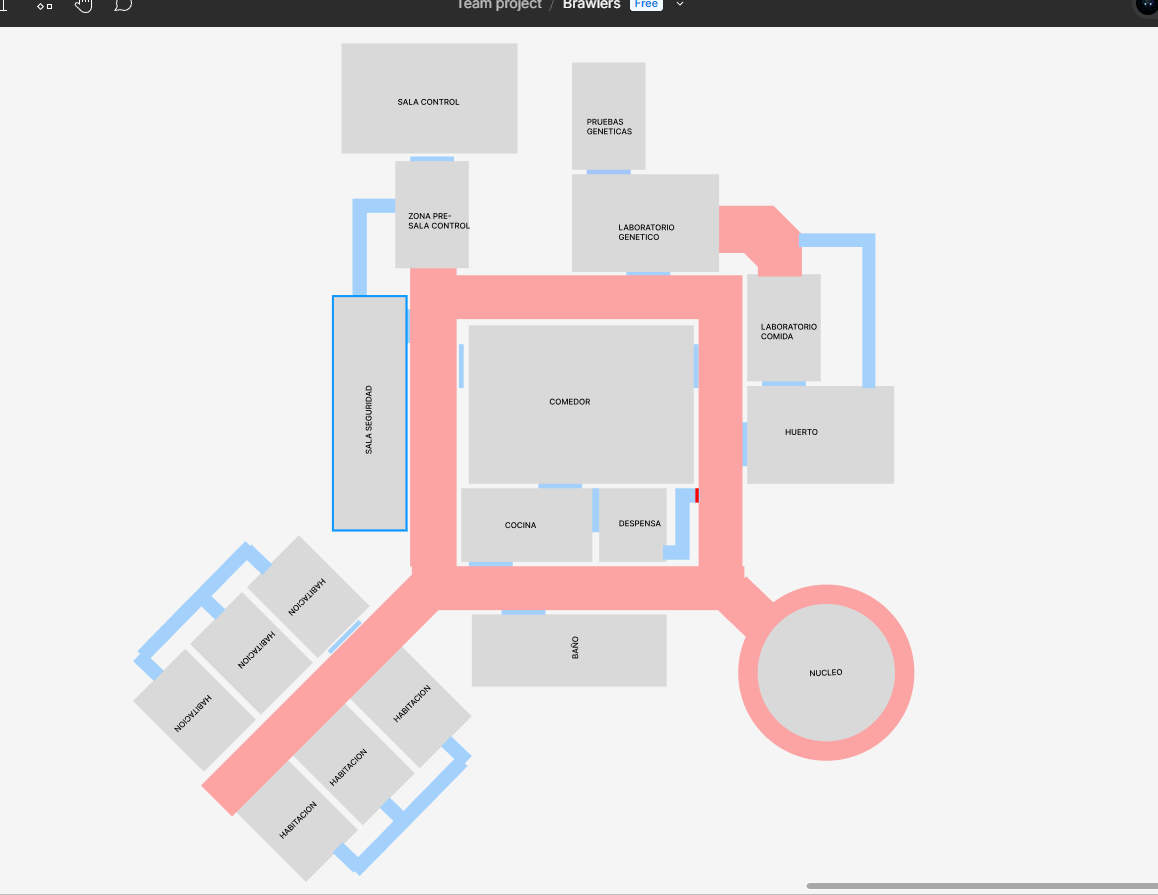 Team project / Brawlers Free
SALA CONTROL
PRUEBAS
GENETICAS
ZONA PRE-
SALA CONTROL
LABORATORIO
GENETICO
LABORATORIO
COMIDA
SALA SEGURIDAD
COMEDOR
HUERTO
COCINA
DESPENSA
HABITACION
HABITACION
HABITACION
BAÑO
NUCLEO
HABITACION
HABITACION
HABITACION